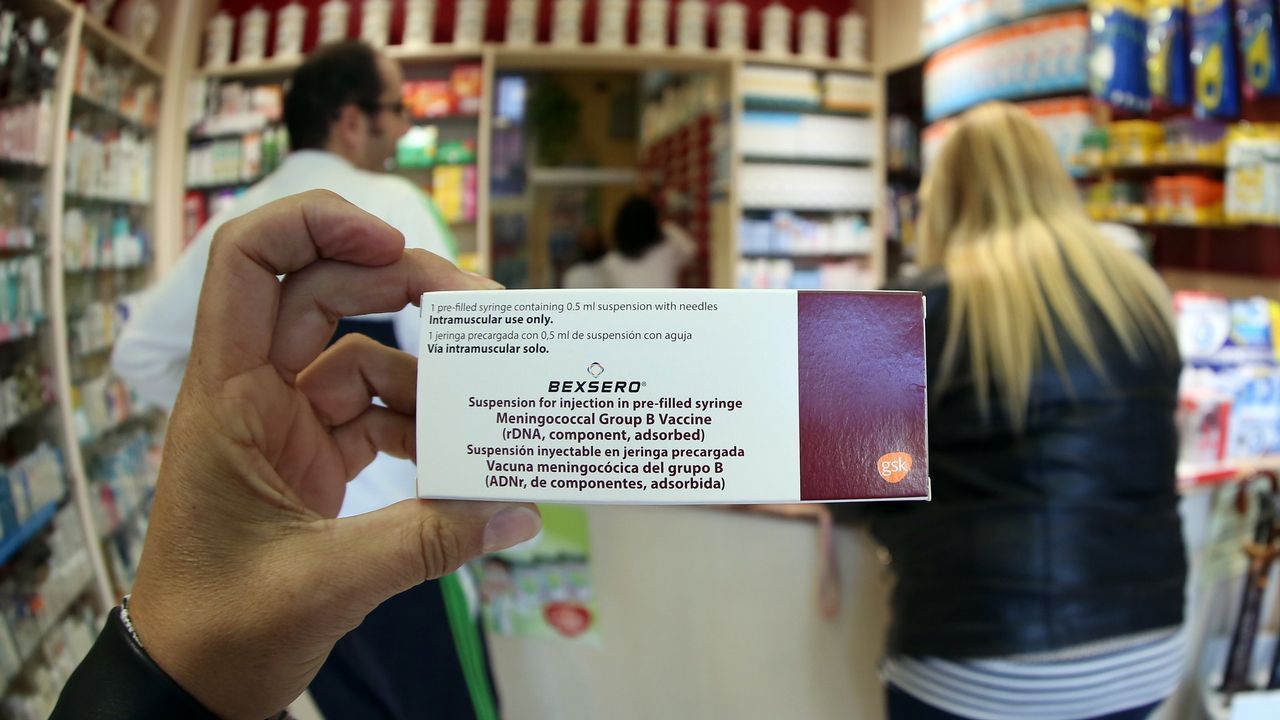 1 pre-filled syringe containing 0.5 ml suspension with needles
Intramuscular use only.
1 jeringa precargada con 0,5 ml de suspensión con aguja
Vía intramuscular solo.
BEXSERO®
Suspension for injection in pre-filled syringe
Meningococcal Group B Vaccine
(rDNA, component, adsorbed)
Suspensión inyectable en jeringa precargada
Vacuna meningocócica del grupo B
(ADNr, de componentes, adsorbida)
gsk